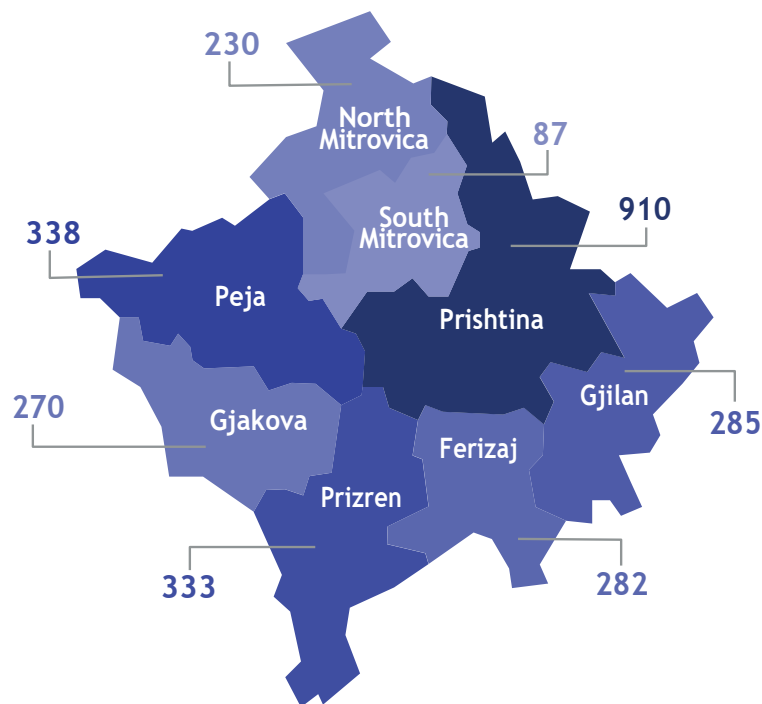 230
North
Mitrovica
87
910
South
Mitrovica
338
Peja
Prishtina
Gjilan
270
Gjakova
285
Ferizaj
Prizren
333
282